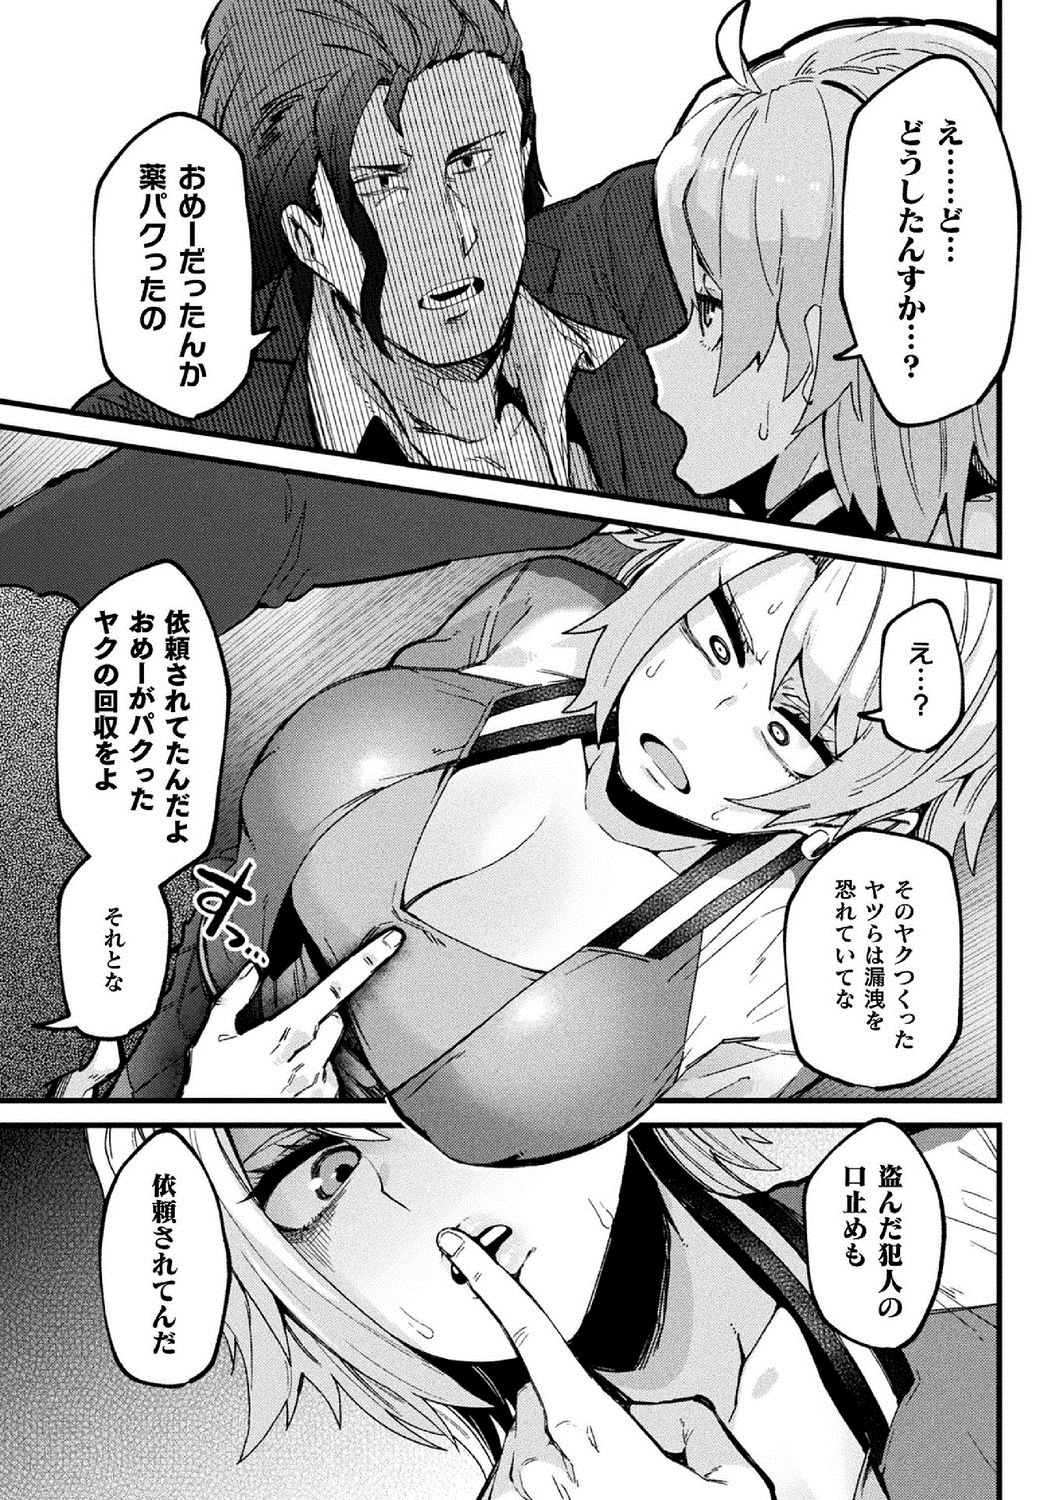 え………ど…
どうしたんすか…?
おめーだったんか
薬パクったの
え…?
そのヤクつくった
ヤツらは漏洩を
恐れていてな
依頼されてたんだよ
おめーがパクった
ヤクの回収をよ
それとな
すっ…
盗んだ犯人の
口止めも
依頼されてんだ